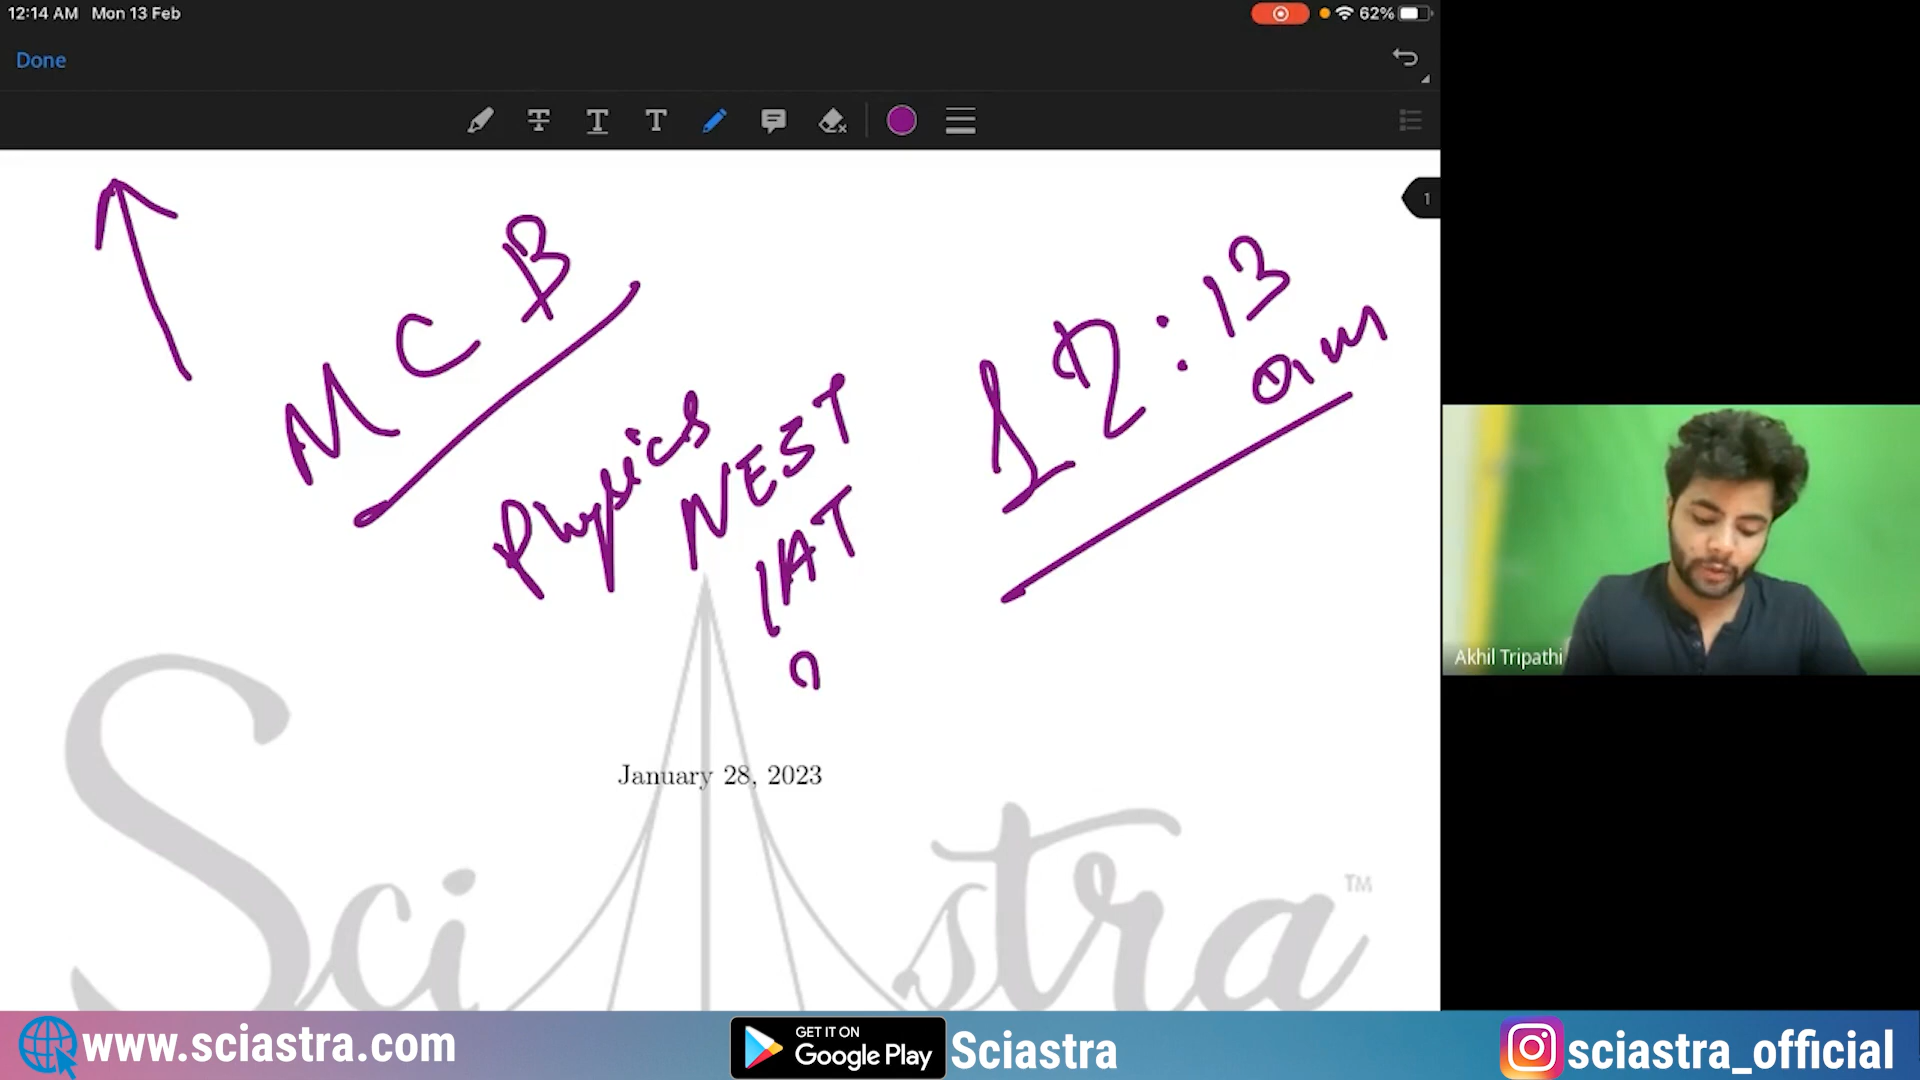 12:14 AM Mon 13 Feb
62%
Done
1
M C B
12:13
am
Physics
NEST
IAT
January 28, 2023
SciAstra
TM
Akhil Tripathi
www.sciastra.com
GET IT ON
Google Play
Sciastra
sciastra_official